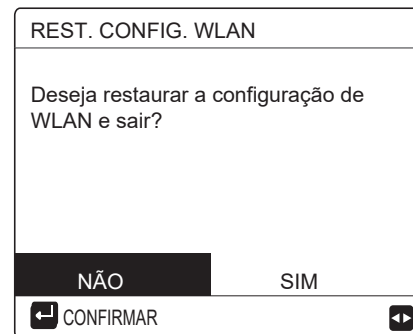 REST. CONFIG. WLAN
Deseja restaurar a configuração de
WLAN e sair?
NÃO SIM
CONFIRMAR